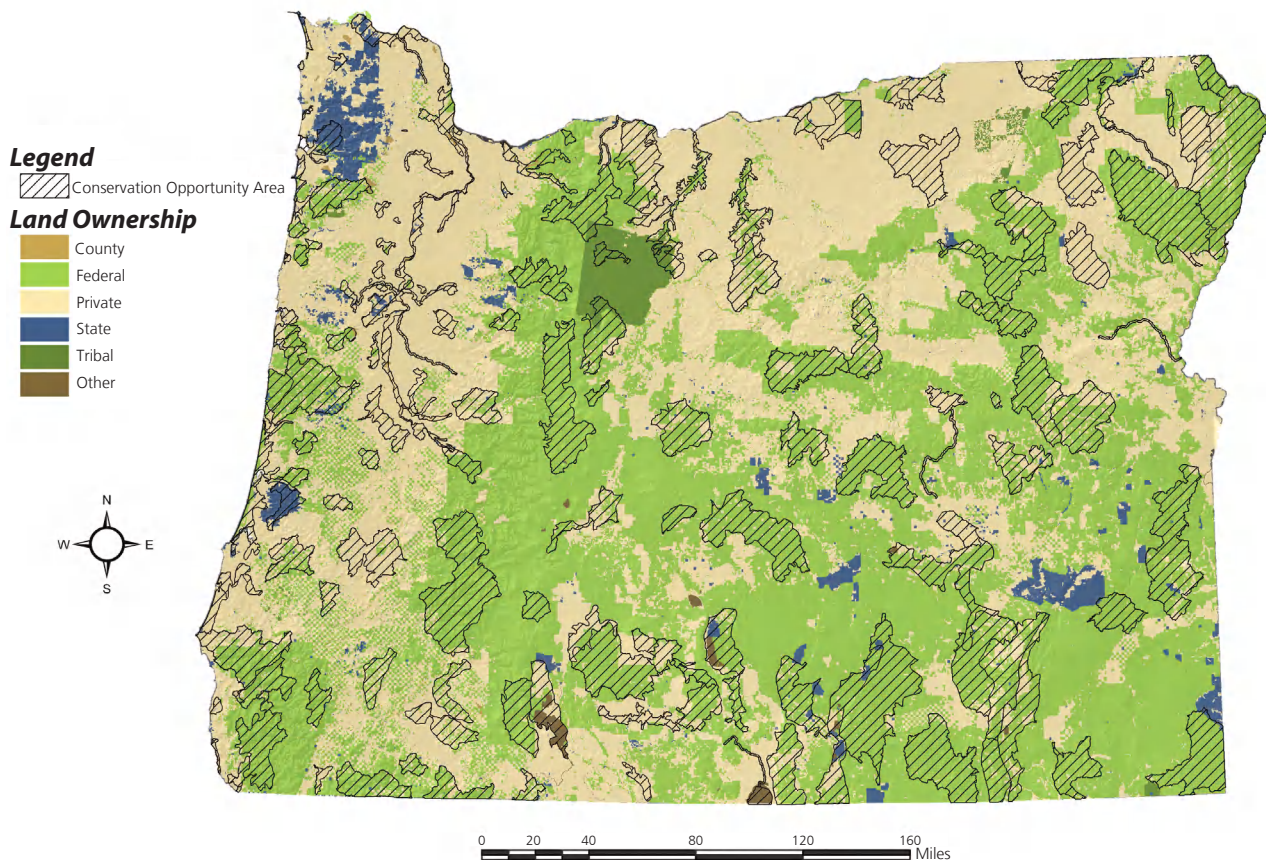 Legend
Conservation Opportunity Area
Land Ownership
County
Federal
Private
State
Tribal
Other
N
W E
S
0 20 40 80 120 160
Miles